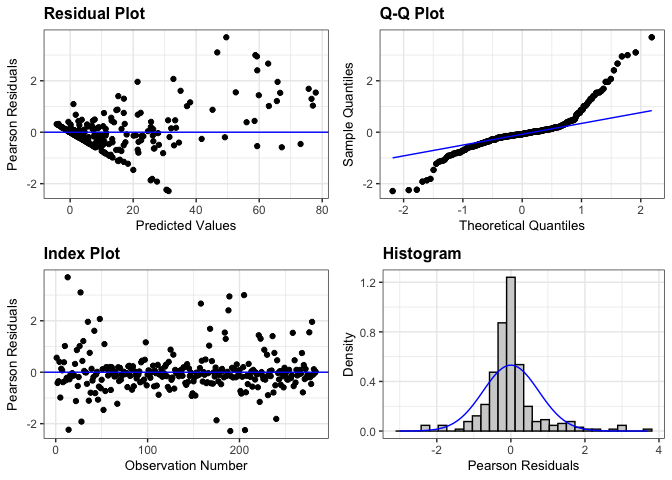 Residual Plot
Pearson Residuals
2
0
-2
0
20
40
60
80
Predicted Values
Q-Q Plot
Sample Quantiles
2
0
-2
-2
-1
0
1
2
Theoretical Quantiles
Index Plot
Pearson Residuals
2
0
-2
0
100
200
Observation Number
Histogram
Density
1.2
0.8
0.4
0.0
-2
0
2
4
Pearson Residuals